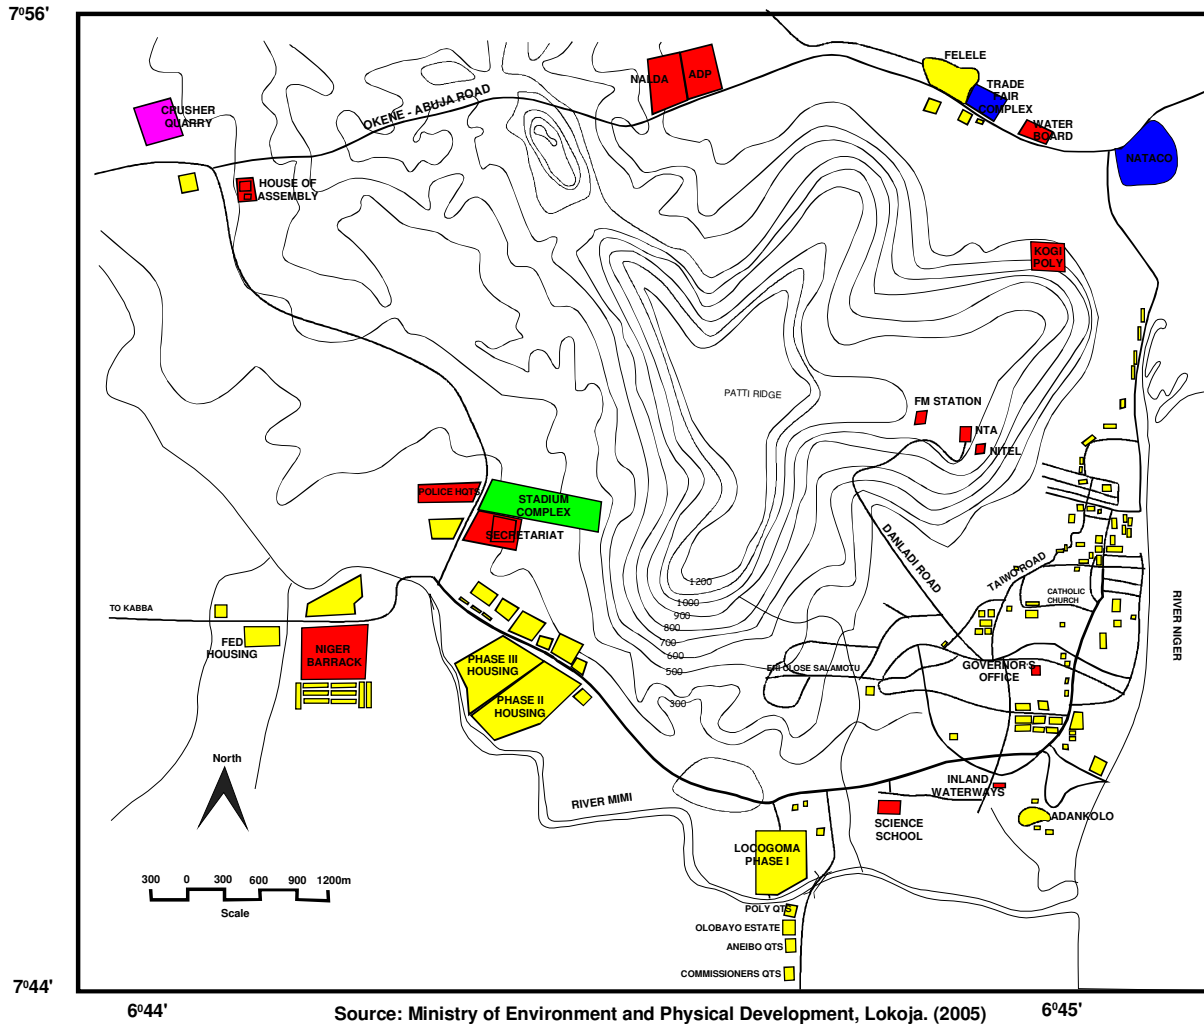 7⁰56'
FELELE
NALDA
ADP
TRADE
FAIR
COMPLEX
OKENE - ABUJA ROAD
CRUSHER
QUARRY
WATER
BOARD
NATACO
HOUSE OF
ASSEMBLY
KOGI
POLY
PATTI RIDGE
FM STATION
NTA
NITEL
POLICE HQTS
STADIUM
COMPLEX
SECRETARIAT
DANLADI ROAD
TAIWO ROAD
CATHOLIC
CHURCH
RIVER NIGER
1200
1000
900
800
700
600
500
300
TO KABBA
FED
HOUSING
NIGER
BARRACK
PHASE III
HOUSING
PHASE II
HOUSING
ERI CLOSE SALAMOTU
GOVERNOR'S
OFFICE
North
RIVER MIMI
INLAND
WATERWAYS
SCIENCE
SCHOOL
ADANKOLO
LOCOGOMA
PHASE I
300 0 300 600 900 1200m
Scale
POLY QTS
OLOBAYO ESTATE
ANEIBO QTS
COMMISSIONERS QTS
7⁰44'
6⁰44'
6⁰45'
Source: Ministry of Environment and Physical Development, Lokoja. (2005)